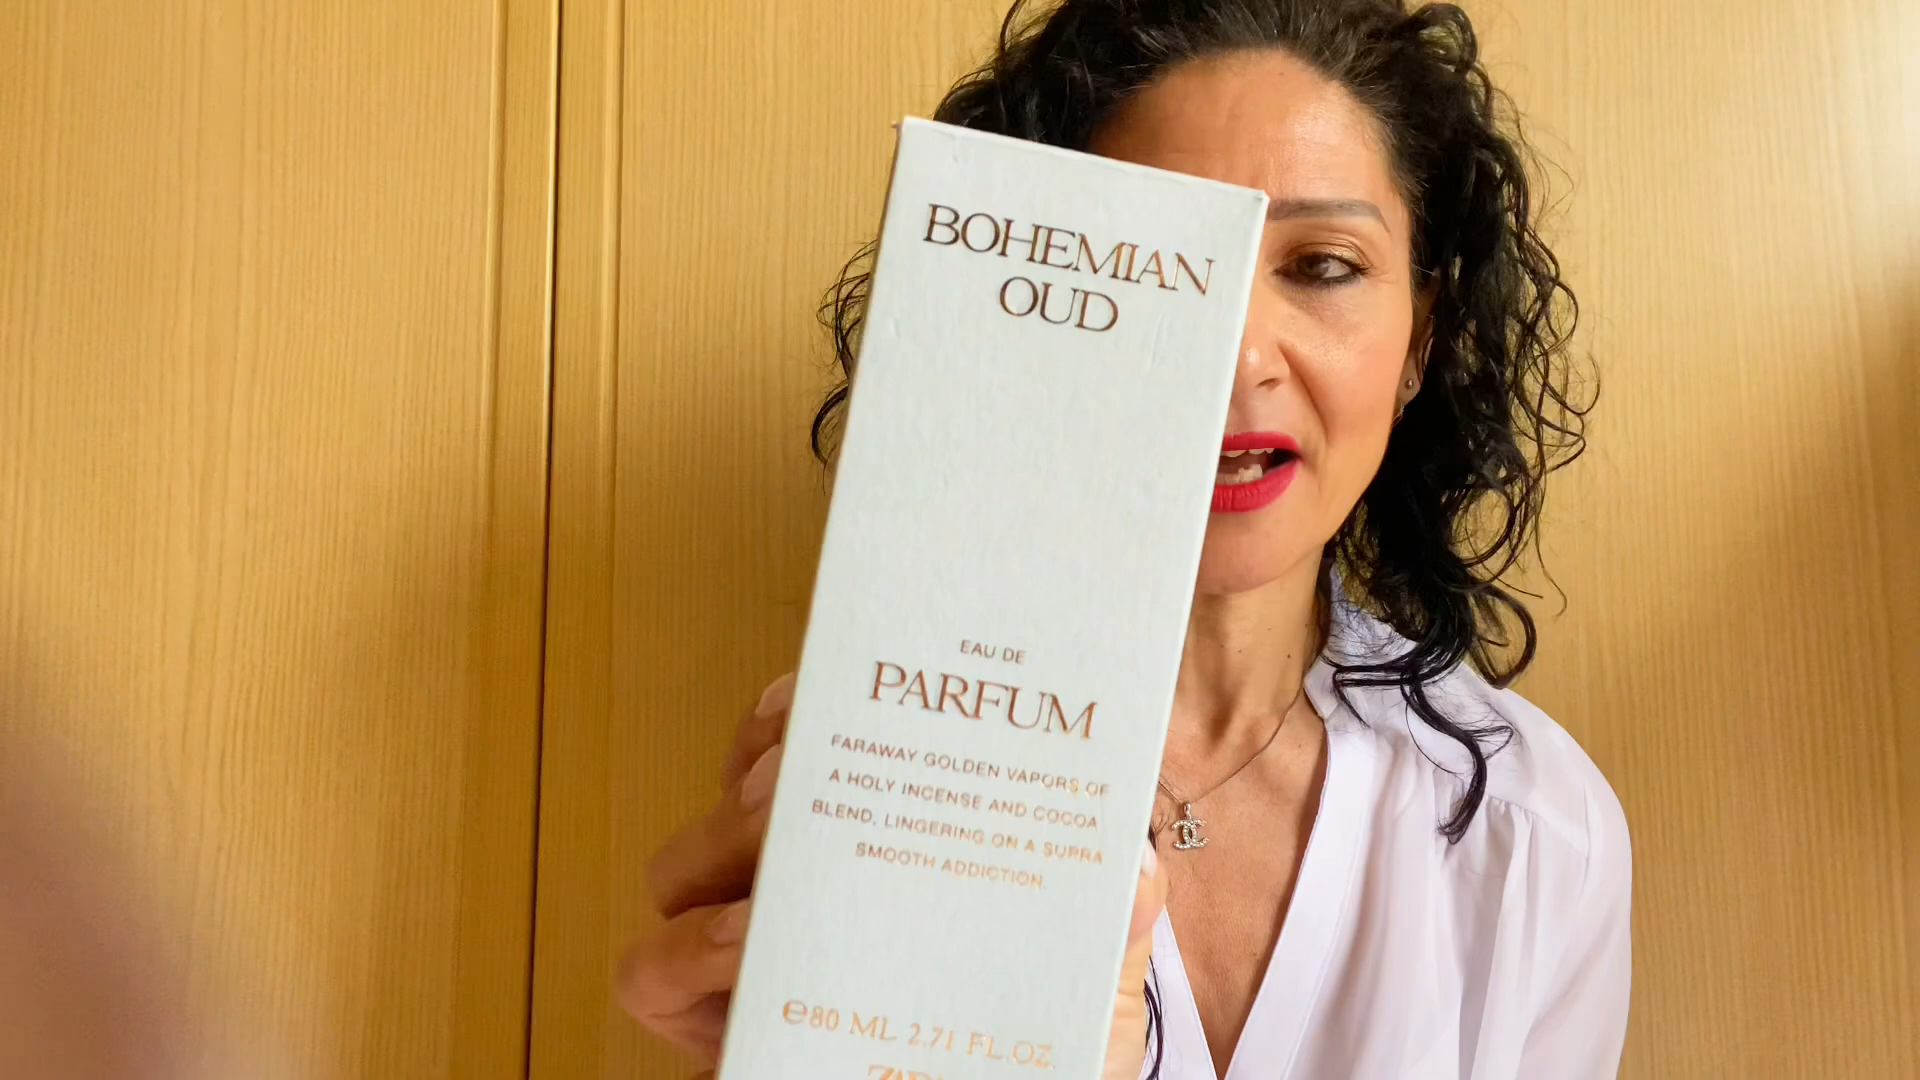 BOHEMIAN
OUD
EAU DE
PARFUM
FARAWAY GOLDEN VAPORS OF
A HOLY INCENSE AND COCOA
BLEND, LINGERING ON A SUPRA
SMOOTH ADDICTION.
℮80 ML 2.71 FL.OZ.